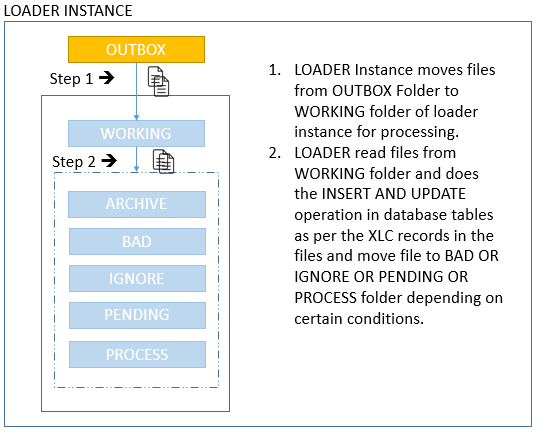 LOADER INSTANCE
OUTBOX
Step 1 ➔
WORKING
Step 2 ➔
ARCHIVE
BAD
IGNORE
PENDING
PROCESS
1. LOADER Instance moves files
from OUTBOX Folder to
WORKING folder of loader
instance for processing.
2. LOADER read files from
WORKING folder and does
the INSERT AND UPDATE
operation in database tables
as per the XLC records in the
files and move file to BAD OR
IGNORE OR PENDING OR
PROCESS folder depending on
certain conditions.